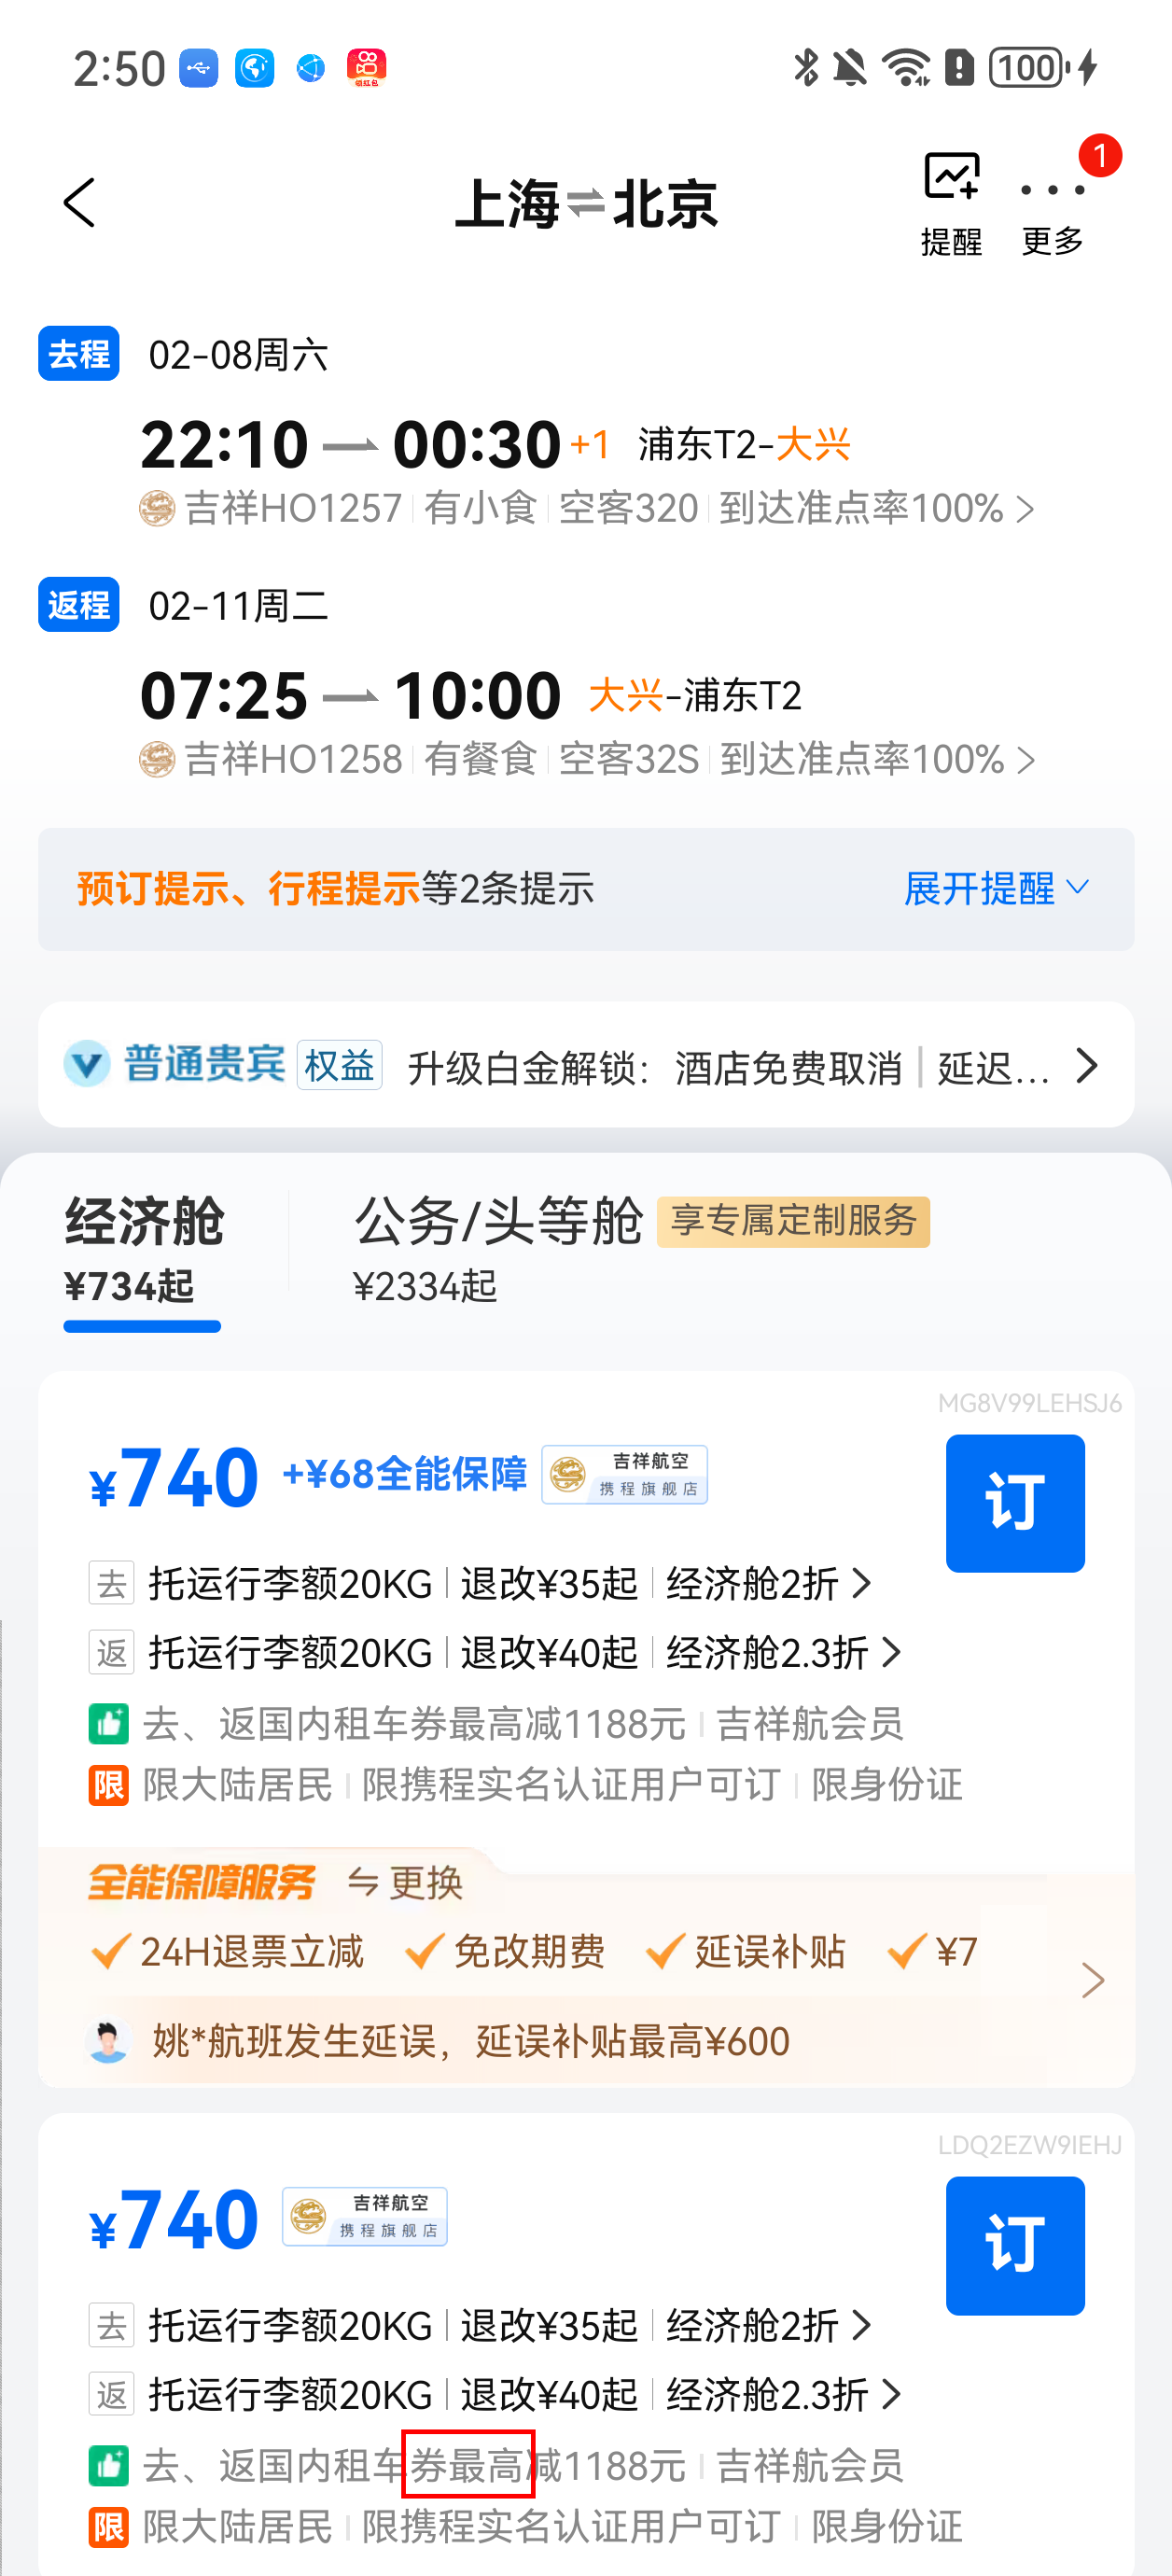 2:50
领红包
100
上海⇌北京
提醒
更多
1
去程 02-08周六
22:10 00:30+1 浦东T2-大兴
吉祥HO1257 有小食 空客320 到达准点率100%
返程 02-11周二
07:25 10:00 大兴-浦东T2
吉祥HO1258 有餐食 空客32S 到达准点率100%
预订提示、行程提示等2条提示 展开提醒
普通贵宾 权益 升级白金解锁：酒店免费取消 | 延迟...
经济舱 公务/头等舱 享专属定制服务
¥734起 ¥2334起
MG8V99LEHSJ6
¥740 +¥68全能保障 吉祥航空 携程旗舰店
订
去 托运行李额20KG 退改¥35起 经济舱2折
返 托运行李额20KG 退改¥40起 经济舱2.3折
去、返国内租车券最高减1188元 吉祥航会员
限 限大陆居民 限携程实名认证用户可订 限身份证
全能保障服务 更换
24H退票立减 免改期费 延误补贴 ¥7
姚*航班发生延误，延误补贴最高¥600
LDQ2EZW9IEHJ
¥740 吉祥航空 携程旗舰店
订
去 托运行李额20KG 退改¥35起 经济舱2折
返 托运行李额20KG 退改¥40起 经济舱2.3折
去、返国内租车券最高减1188元 吉祥航会员
限 限大陆居民 限携程实名认证用户可订 限身份证